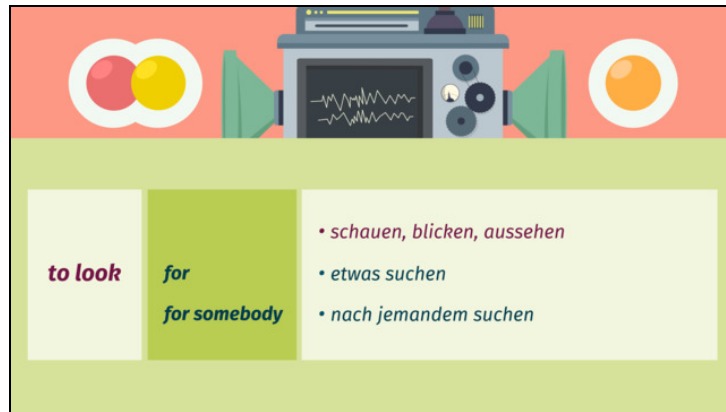 • schauen, blicken, aussehen
to look for • etwas suchen
for somebody • nach jemandem suchen